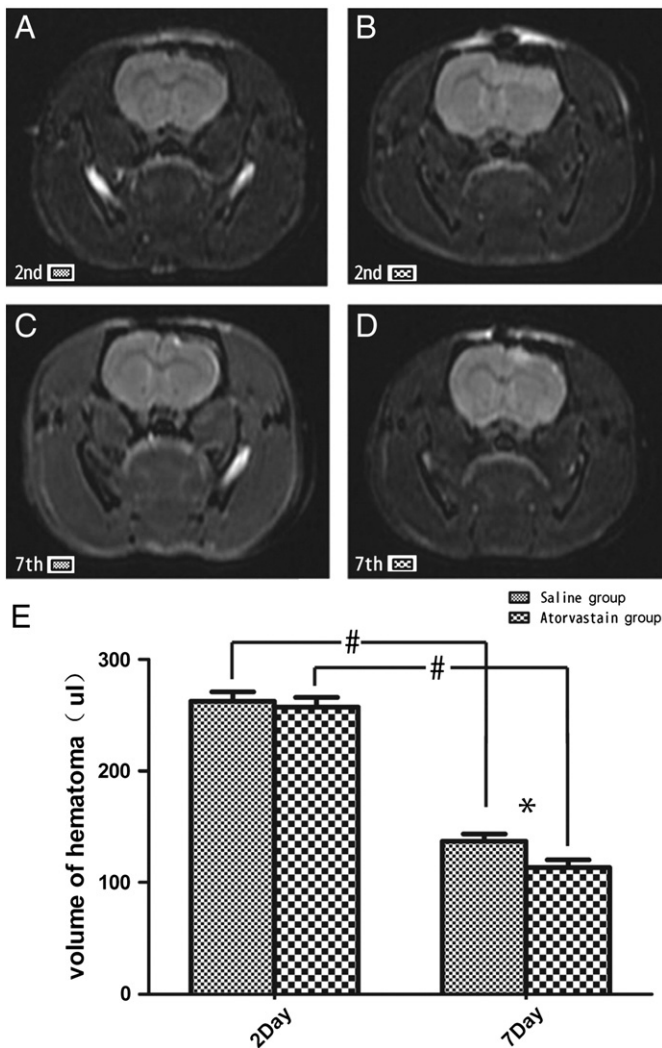 A
B
2nd
2nd
C
D
7th
7th
E
Saline group
Atorvastain group
#
#
*
volume of hematoma ( ul)
300
200
100
0
2Day
7Day